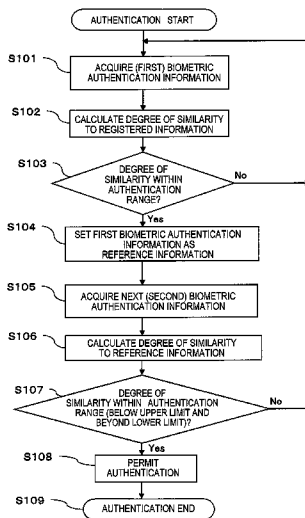 AUTHENTICATION START
S101
ACQUIRE (FIRST) BIOMETRIC
AUTHENTICATION INFORMATION
S102
CALCULATE DEGREE OF SIMILARITY
TO REGISTERED INFORMATION
S103
DEGREE OF
SIMILARITY WITHIN
AUTHENTICATION
RANGE?
No
Yes
S104
SET FIRST BIOMETRIC AUTHENTICATION
INFORMATION AS
REFERENCE INFORMATION
S105
ACQUIRE NEXT (SECOND) BIOMETRIC
AUTHENTICATION INFORMATION
S106
CALCULATE DEGREE OF SIMILARITY
TO REFERENCE INFORMATION
S107
DEGREE OF
SIMILARITY WITHIN AUTHENTICATION
RANGE (BELOW UPPER LIMIT AND
BEYOND LOWER LIMIT)?
No
Yes
S108
PERMIT
AUTHENTICATION
S109
AUTHENTICATION END